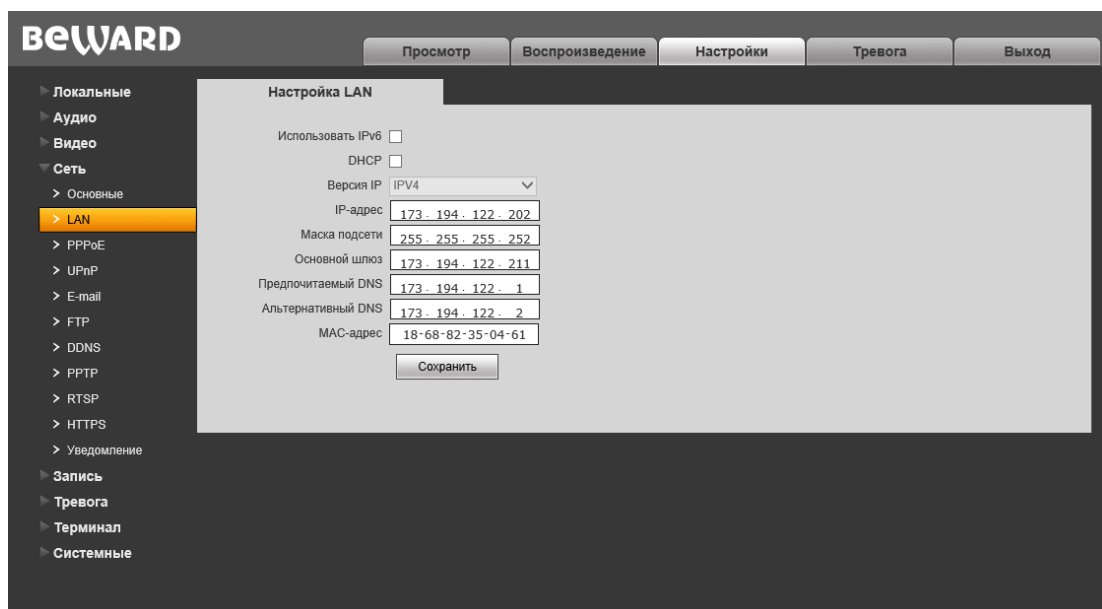 BEWARD
Просмотр Воспроизведение Настройки Тревога Выход
Локальные
Аудио
Видео
Сеть
Основные
LAN
PPPoE
UPnP
E-mail
FTP
DDNS
PPTP
RTSP
HTTPS
Уведомление
Запись
Тревога
Терминал
Системные
Настройка LAN
Использовать IPv6
DHCP
Версия IP IPV4
IP-адрес 173 . 194 . 122 . 202
Маска подсети 255 . 255 . 255 . 252
Основной шлюз 173 . 194 . 122 . 211
Предпочитаемый DNS 173 . 194 . 122 . 1
Альтернативный DNS 173 . 194 . 122 . 2
MAC-адрес 18-68-82-35-04-61
Сохранить